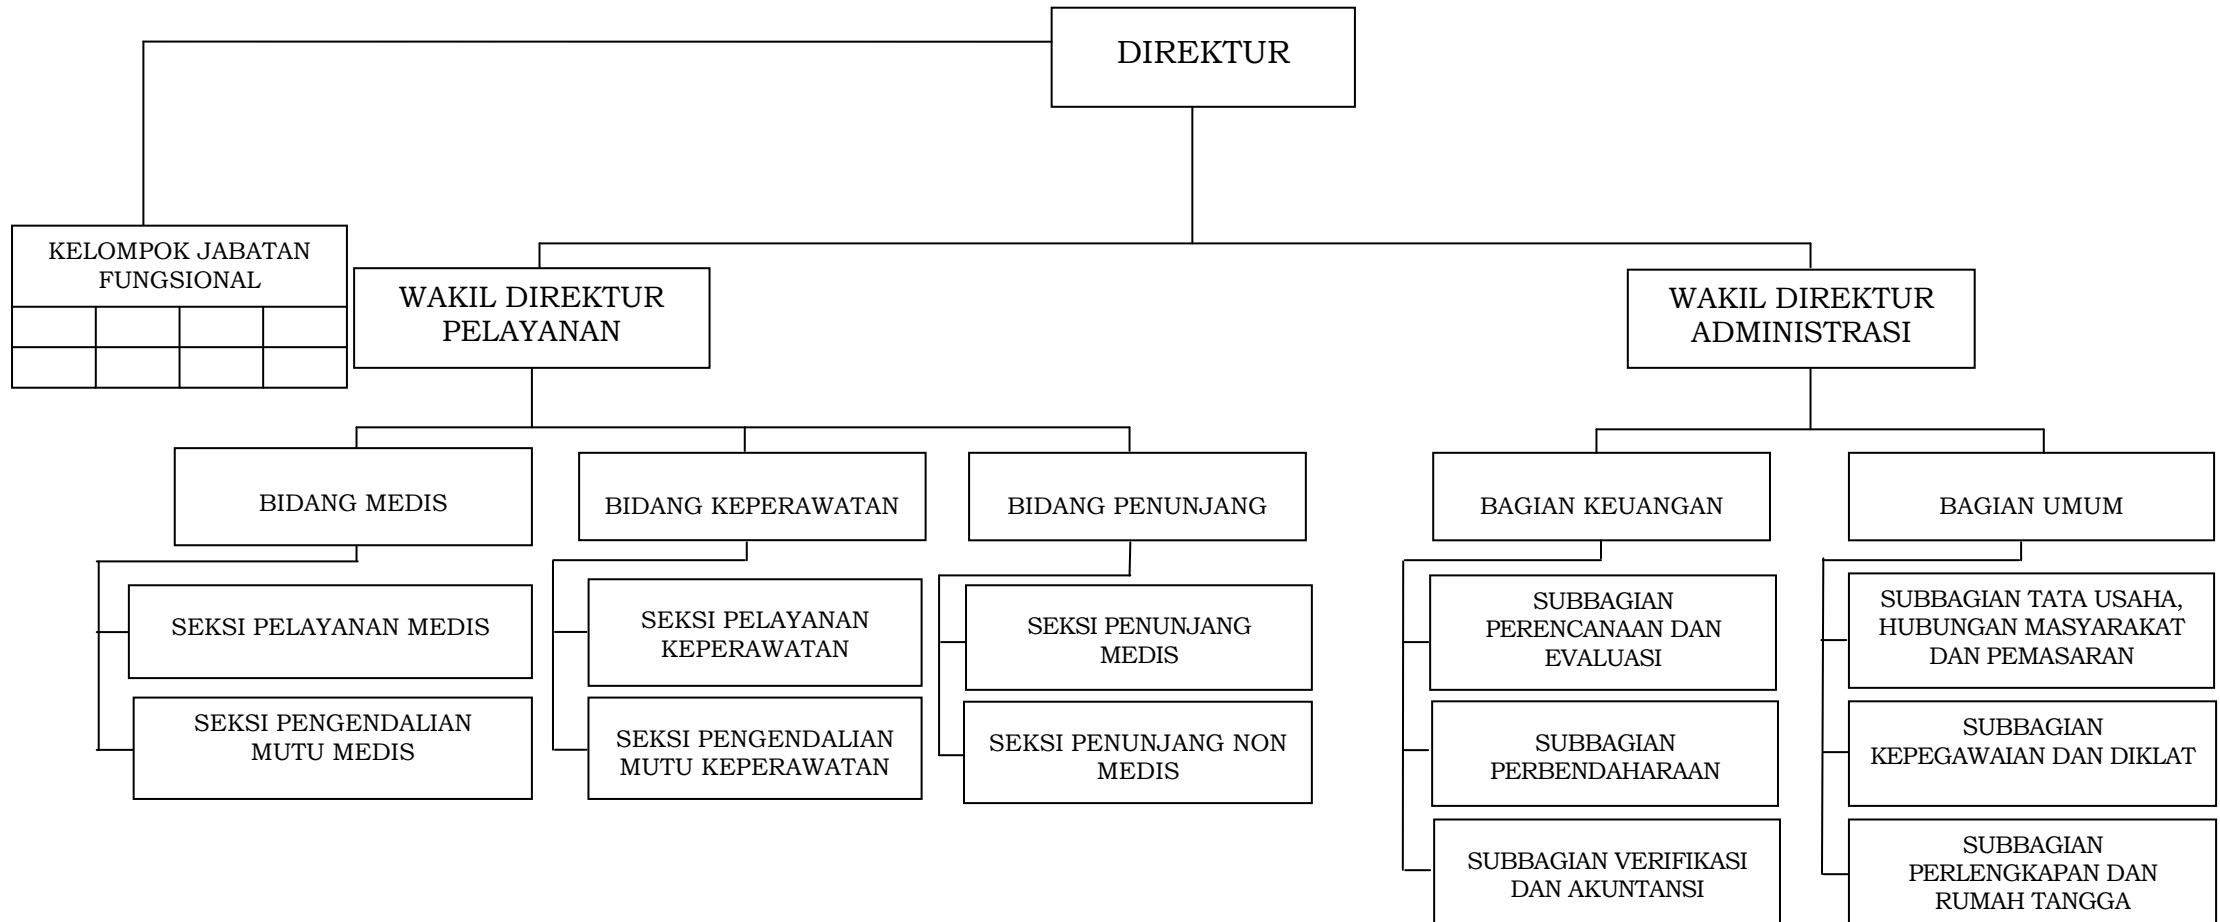 DIREKTUR
KELOMPOK JABATAN
FUNGSIONAL
WAKIL DIREKTUR
PELAYANAN
WAKIL DIREKTUR
ADMINISTRASI
BIDANG MEDIS
BIDANG KEPERAWATAN
BIDANG PENUNJANG
BAGIAN KEUANGAN
BAGIAN UMUM
SEKSI PELAYANAN MEDIS
SEKSI PENGENDALIAN
MUTU MEDIS
SEKSI PELAYANAN
KEPERAWATAN
SEKSI PENGENDALIAN
MUTU KEPERAWATAN
SEKSI PENUNJANG
MEDIS
SEKSI PENUNJANG NON
MEDIS
SUBBAGIAN
PERENCANAAN DAN
EVALUASI
SUBBAGIAN
PERBENDAHARAAN
SUBBAGIAN VERIFIKASI
DAN AKUNTANSI
SUBBAGIAN TATA USAHA,
HUBUNGAN MASYARAKAT
DAN PEMASARAN
SUBBAGIAN
KEPEGAWAIAN DAN DIKLAT
SUBBAGIAN
PERLENGKAPAN DAN
RUMAH TANGGA